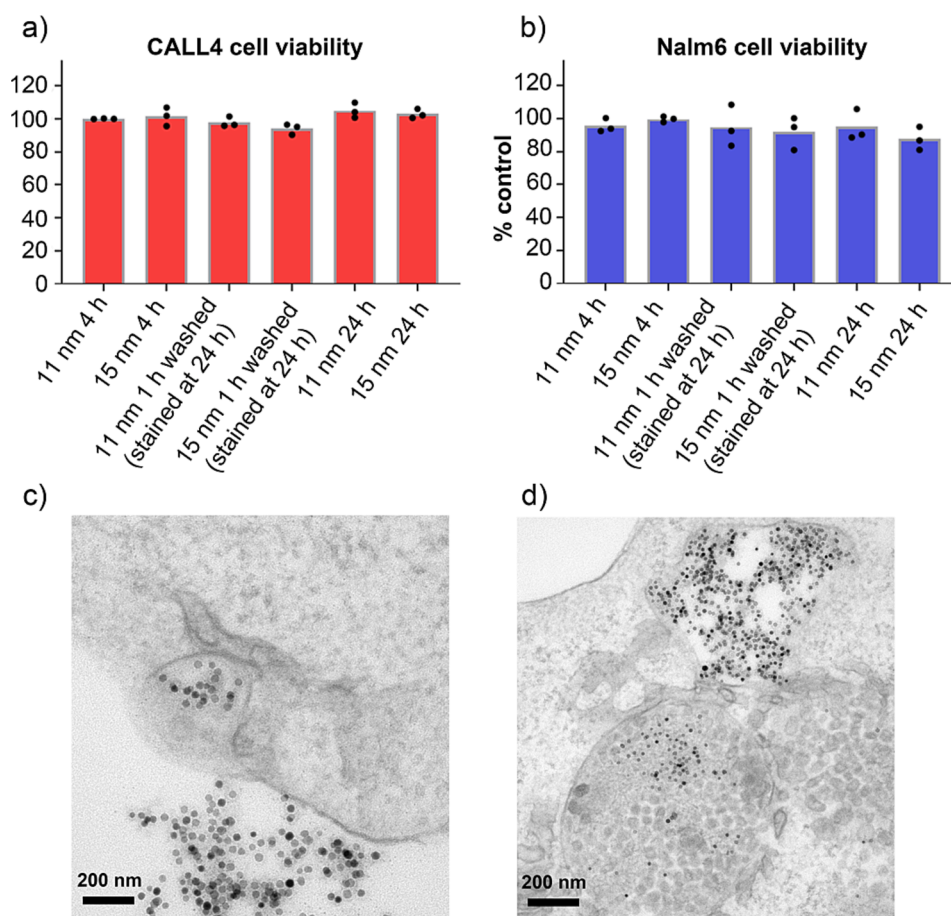 a)
CALL4 cell viability
120
100
80
60
40
20
0
11 nm 4 h
15 nm 4 h
11 nm 1 h washed
(stained at 24 h)
15 nm 1 h washed
(stained at 24 h)
11 nm 24 h
15 nm 24 h
b)
Nalm6 cell viability
% control
120
100
80
60
40
20
0
11 nm 4 h
15 nm 4 h
11 nm 1 h washed
(stained at 24 h)
15 nm 1 h washed
(stained at 24 h)
11 nm 24 h
15 nm 24 h
c)
200 nm
d)
200 nm